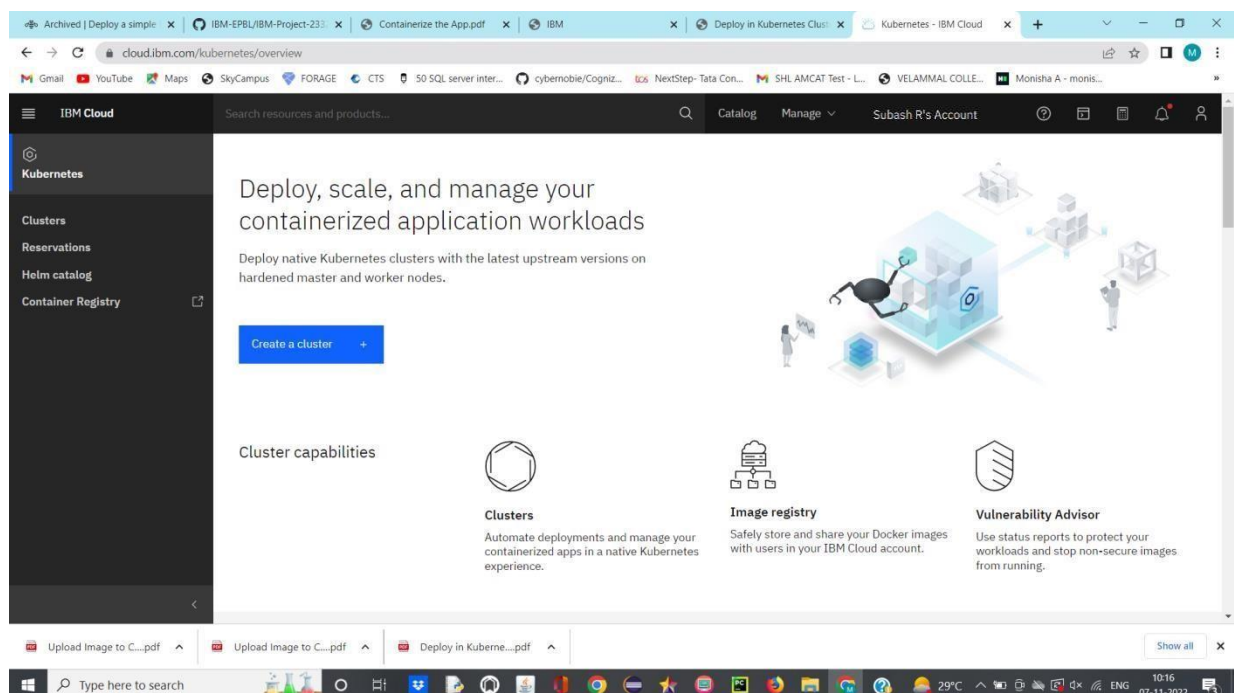 Archived | Deploy a simple
IBM-EPBL/IBM-Project-233
Containerize the App.pdf
IBM
Deploy in Kubernetes Clus
Kubernetes - IBM Cloud
cloud.ibm.com/kubernetes/overview
M
Gmail
YouTube
Maps
SkyCampus
FORAGE
CTS
50 SQL server inter...
cybernobie/Cogniz...
NextStep- Tata Con...
SHL AMCAT Test - L...
VELAMMAL COLLE...
Monisha A - monis...
»
IBM Cloud
Search resources and products...
Catalog
Manage
Subash R's Account
Kubernetes
Clusters
Reservations
Helm catalog
Container Registry
Deploy, scale, and manage your
containerized application workloads
Deploy native Kubernetes clusters with the latest upstream versions on
hardened master and worker nodes.
Create a cluster +
Cluster capabilities
Clusters
Automate deployments and manage your
containerized apps in a native Kubernetes
experience.
Image registry
Safely store and share your Docker images
with users in your IBM Cloud account.
Vulnerability Advisor
Use status reports to protect your
workloads and stop non-secure images
from running.
Upload Image to C....pdf
Upload Image to C....pdf
Deploy in Kuberne....pdf
Show all
Type here to search
29°C
ENG
10:16
07-11-2022